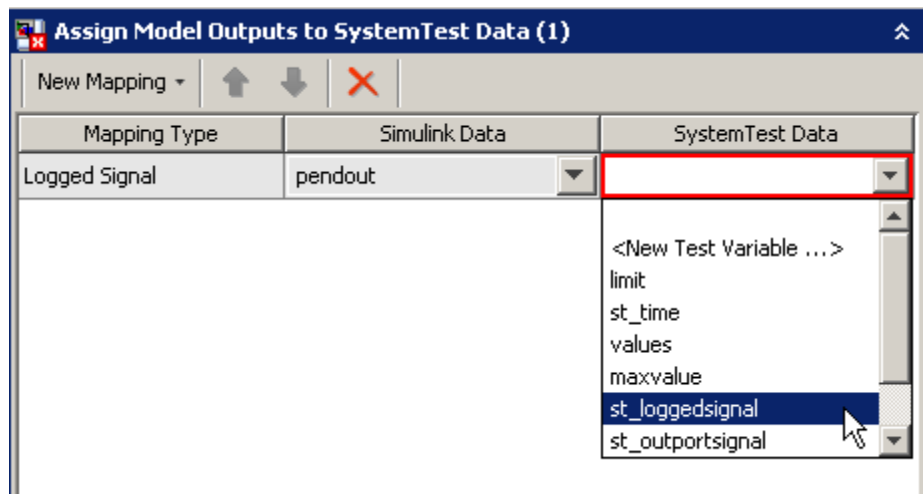 Assign Model Outputs to SystemTest Data (1)
New Mapping
Mapping Type Simulink Data SystemTest Data
Logged Signal pendout
<New Test Variable ...>
limit
st_time
values
maxvalue
st_loggedsignal
st_outportsignal